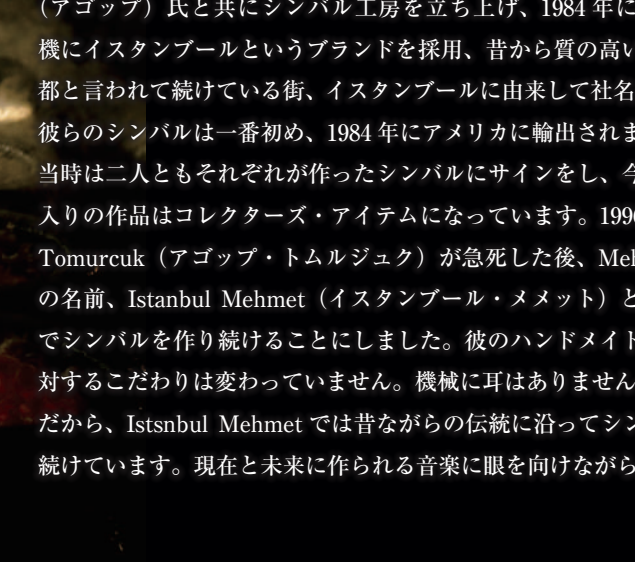 （アゴップ）氏と共にシンバル工房を立ち上げ、1984 年に
機にイスタンブールというブランドを採用、昔から質の高い
都と言われて続けている街、イスタンブールに由来して社名
彼らのシンバルは一番初め、1984 年にアメリカに輸出されま
当時は二人ともそれぞれが作ったシンバルにサインをし、今
入りの作品はコレクターズ・アイテムになっています。1996
Tomurcuk（アゴップ・トムルジュク）が急死した後、Meh
の名前、Istanbul Mehmet（イスタンブール・メメット）と
でシンバルを作り続けることにしました。彼のハンドメイド
対するこだわりは変わっていません。機械に耳はありません
だから、Istsnbul Mehmet では昔ながらの伝統に沿ってシン
続けています。現在と未来に作られる音楽に眼を向けながら